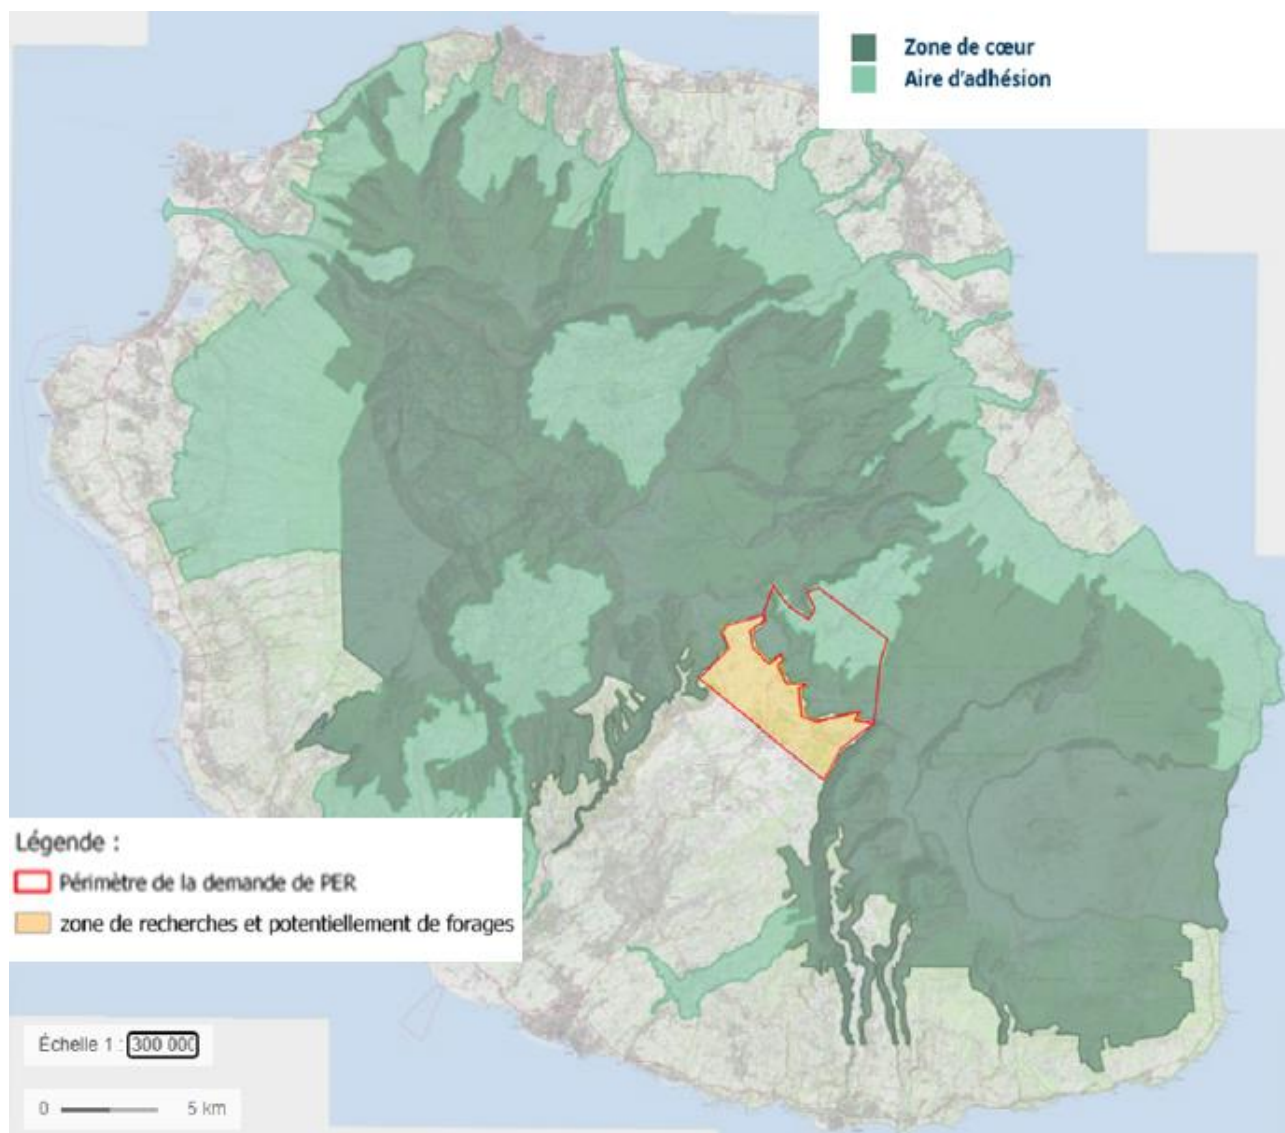 Zone de cœur
Aire d'adhésion
Légende :
Périmètre de la demande de PER
zone de recherches et potentiellement de forages
Échelle 1 : 300 000
0 5 km